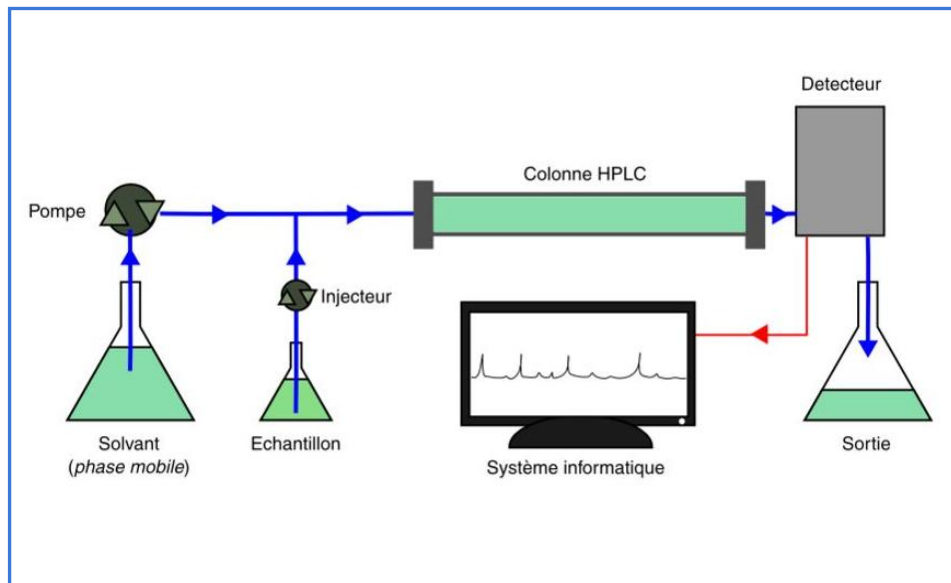 Detecteur
Colonne HPLC
Pompe
Injecteur
Solvant
(phase mobile)
Echantillon
Système informatique
Sortie